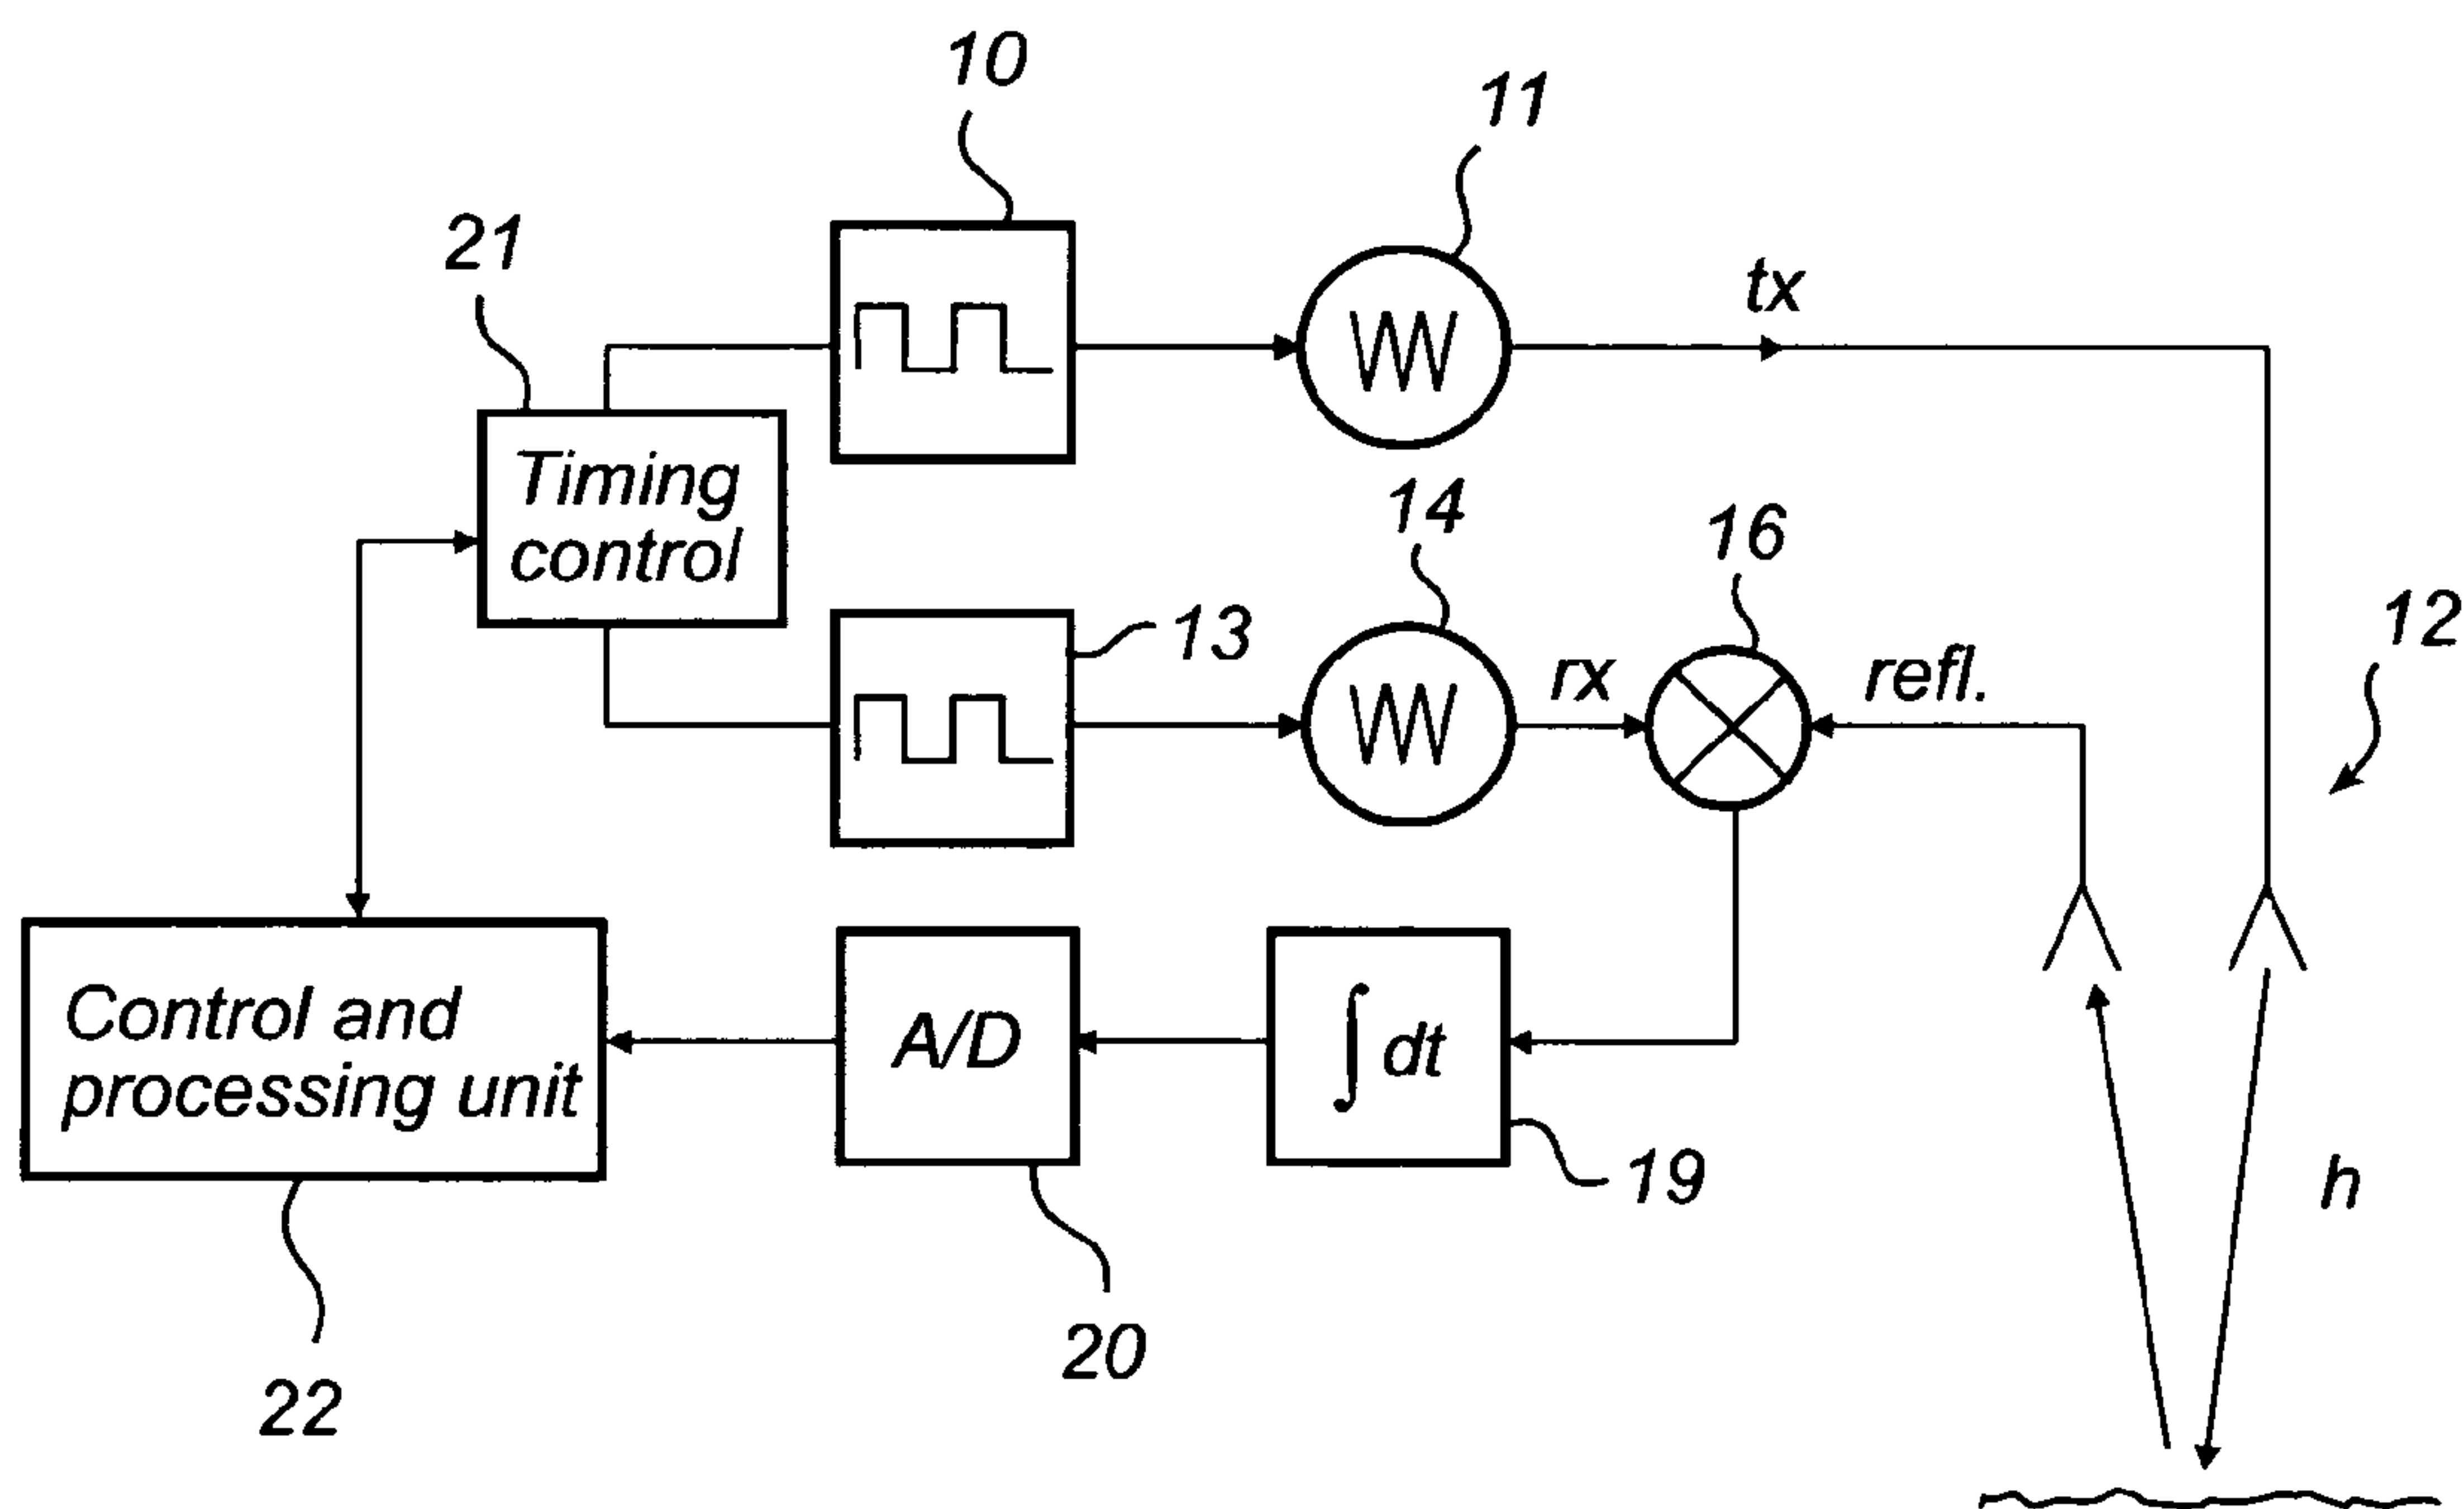 10
11
21
tx
Timing
control
14
16
12
13
rx
refl.
Control and
processing unit
A/D
∫ dt
19
h
20
22